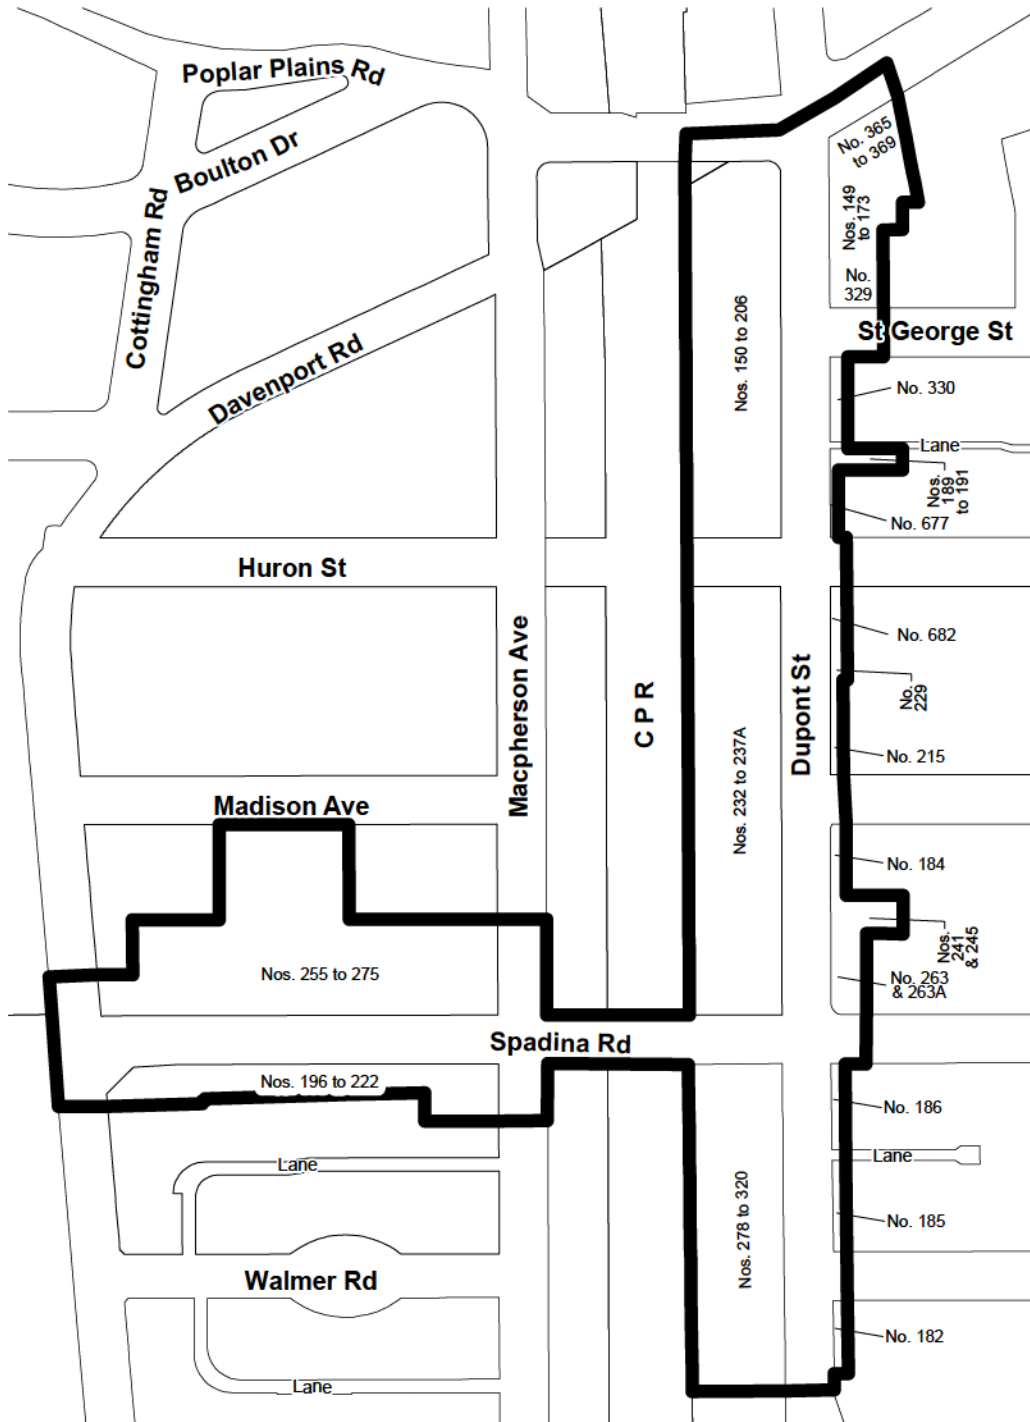 Poplar Plains Rd
Boulton Dr
Cottingham Rd
Davenport Rd
No. 365
to 369
Nos. 149
to 173
No.
329
St George St
Nos. 150 to 206
No. 330
Lane
Nos.
189
to 191
No. 677
Huron St
Macpherson Ave
C P R
Dupont St
No. 682
No.
229
Nos. 232 to 237A
No. 215
Madison Ave
No. 184
Nos.
241
& 245
Nos. 255 to 275
No. 263
& 263A
Spadina Rd
Nos. 196 to 222
No. 186
Lane
Lane
Nos. 278 to 320
No. 185
Walmer Rd
No. 182
Lane